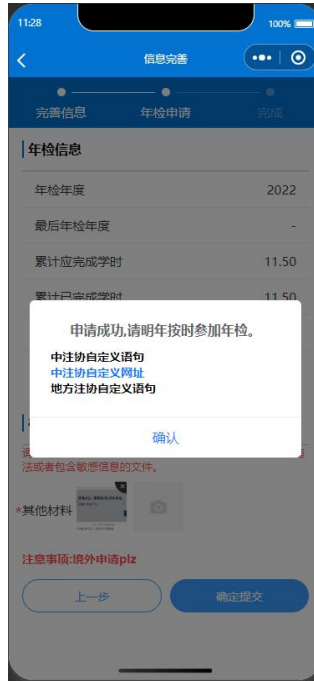 11:28
100%
信息完善
完善信息
年检申请
完成
年检信息
年检年度
2022
最后年检年度
-
累计应完成学时
11.50
累计已完成学时
11.50
申请成功,请明年按时参加年检。
中注协自定义语句
中注协自定义网址
地方注协自定义语句
确认
法或者包含敏感信息的文件。
*其他材料
注意事项:境外申请plz
上一步
确定提交